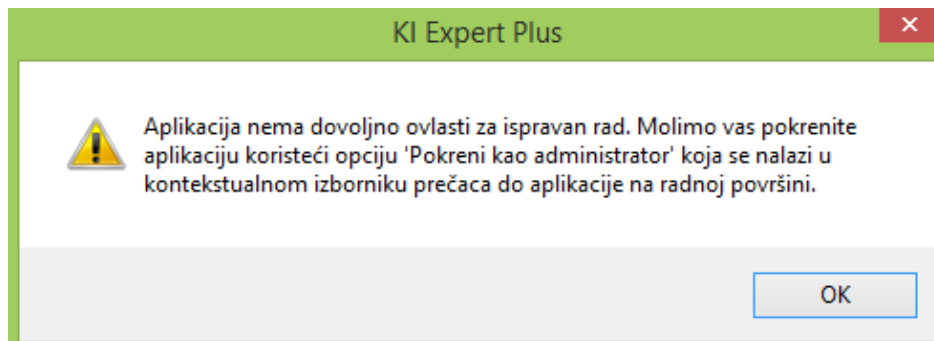 KI Expert Plus
Aplikacija nema dovoljno ovlasti za ispravan rad. Molimo vas pokrenite
aplikaciju koristeći opciju 'Pokreni kao administrator' koja se nalazi u
kontekstualnom izborniku prečaca do aplikacije na radnoj površini.
OK